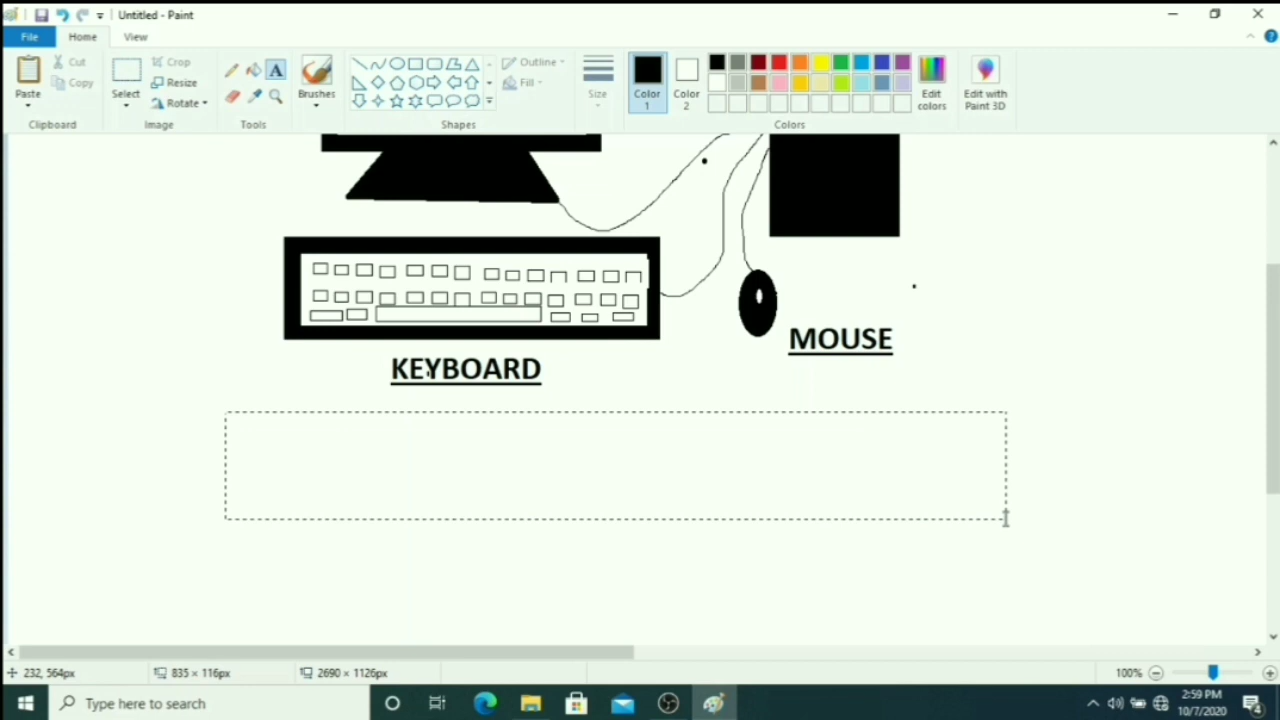 Untitled - Paint
File Home View
Paste
Cut
Copy
Clipboard
Select
Crop
Resize
Rotate
Image
A
Tools
Brushes
Shapes
Outline
Fill
Size
Color 1
Color 2
Colors
Edit colors
Edit with Paint 3D
MOUSE
KEYBOARD
232, 564px 835 × 116px 2690 × 1126px 100%
Type here to search
2:59 PM
10/7/2020
4